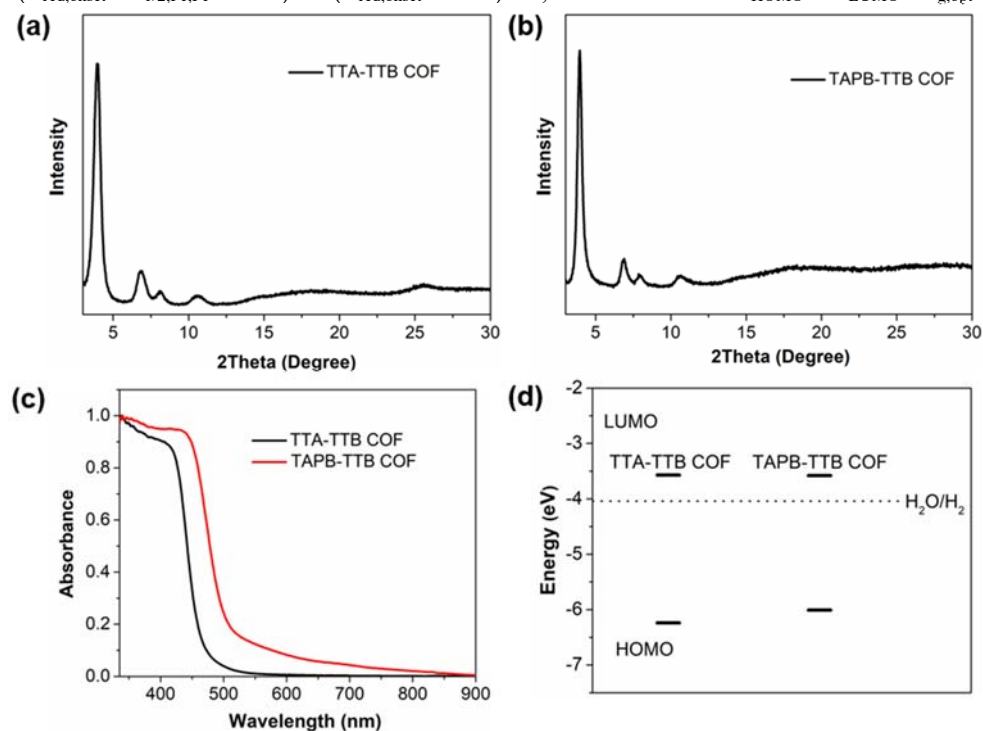 (a)
TTA-TTB COF
Intensity
5 10 15 20 25 30
2Theta (Degree)
(b)
TAPB-TTB COF
Intensity
5 10 15 20 25 30
2Theta (Degree)
(c)
TTA-TTB COF
TAPB-TTB COF
Absorbance
1.0
0.8
0.6
0.4
0.2
0.0
400 500 600 700 800 900
Wavelength (nm)
(d)
Energy (eV)
-2
-3
-4
-5
-6
-7
LUMO
TTA-TTB COF TAPB-TTB COF
H₂O/H₂
HOMO